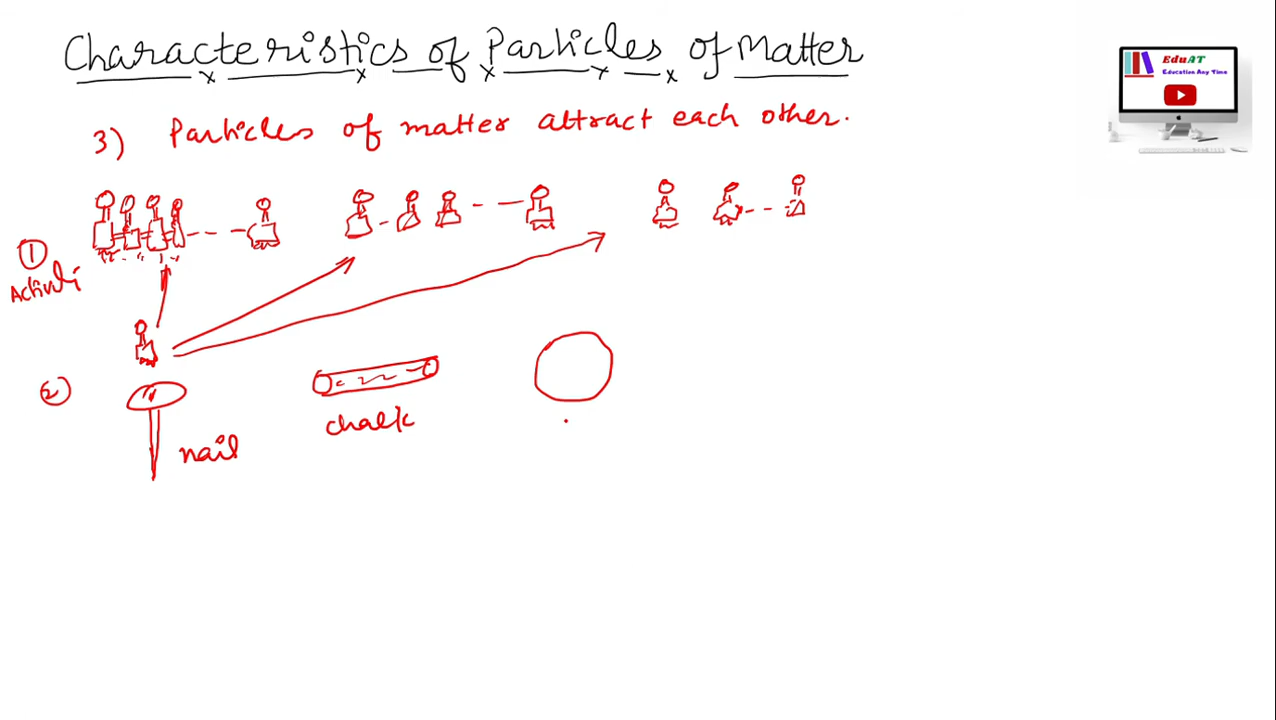 Characteristics of Particles of Matter
EduAT
Education Any Time
3) Particles of matter attract each other.
1
Activiti
2
nail
chalk